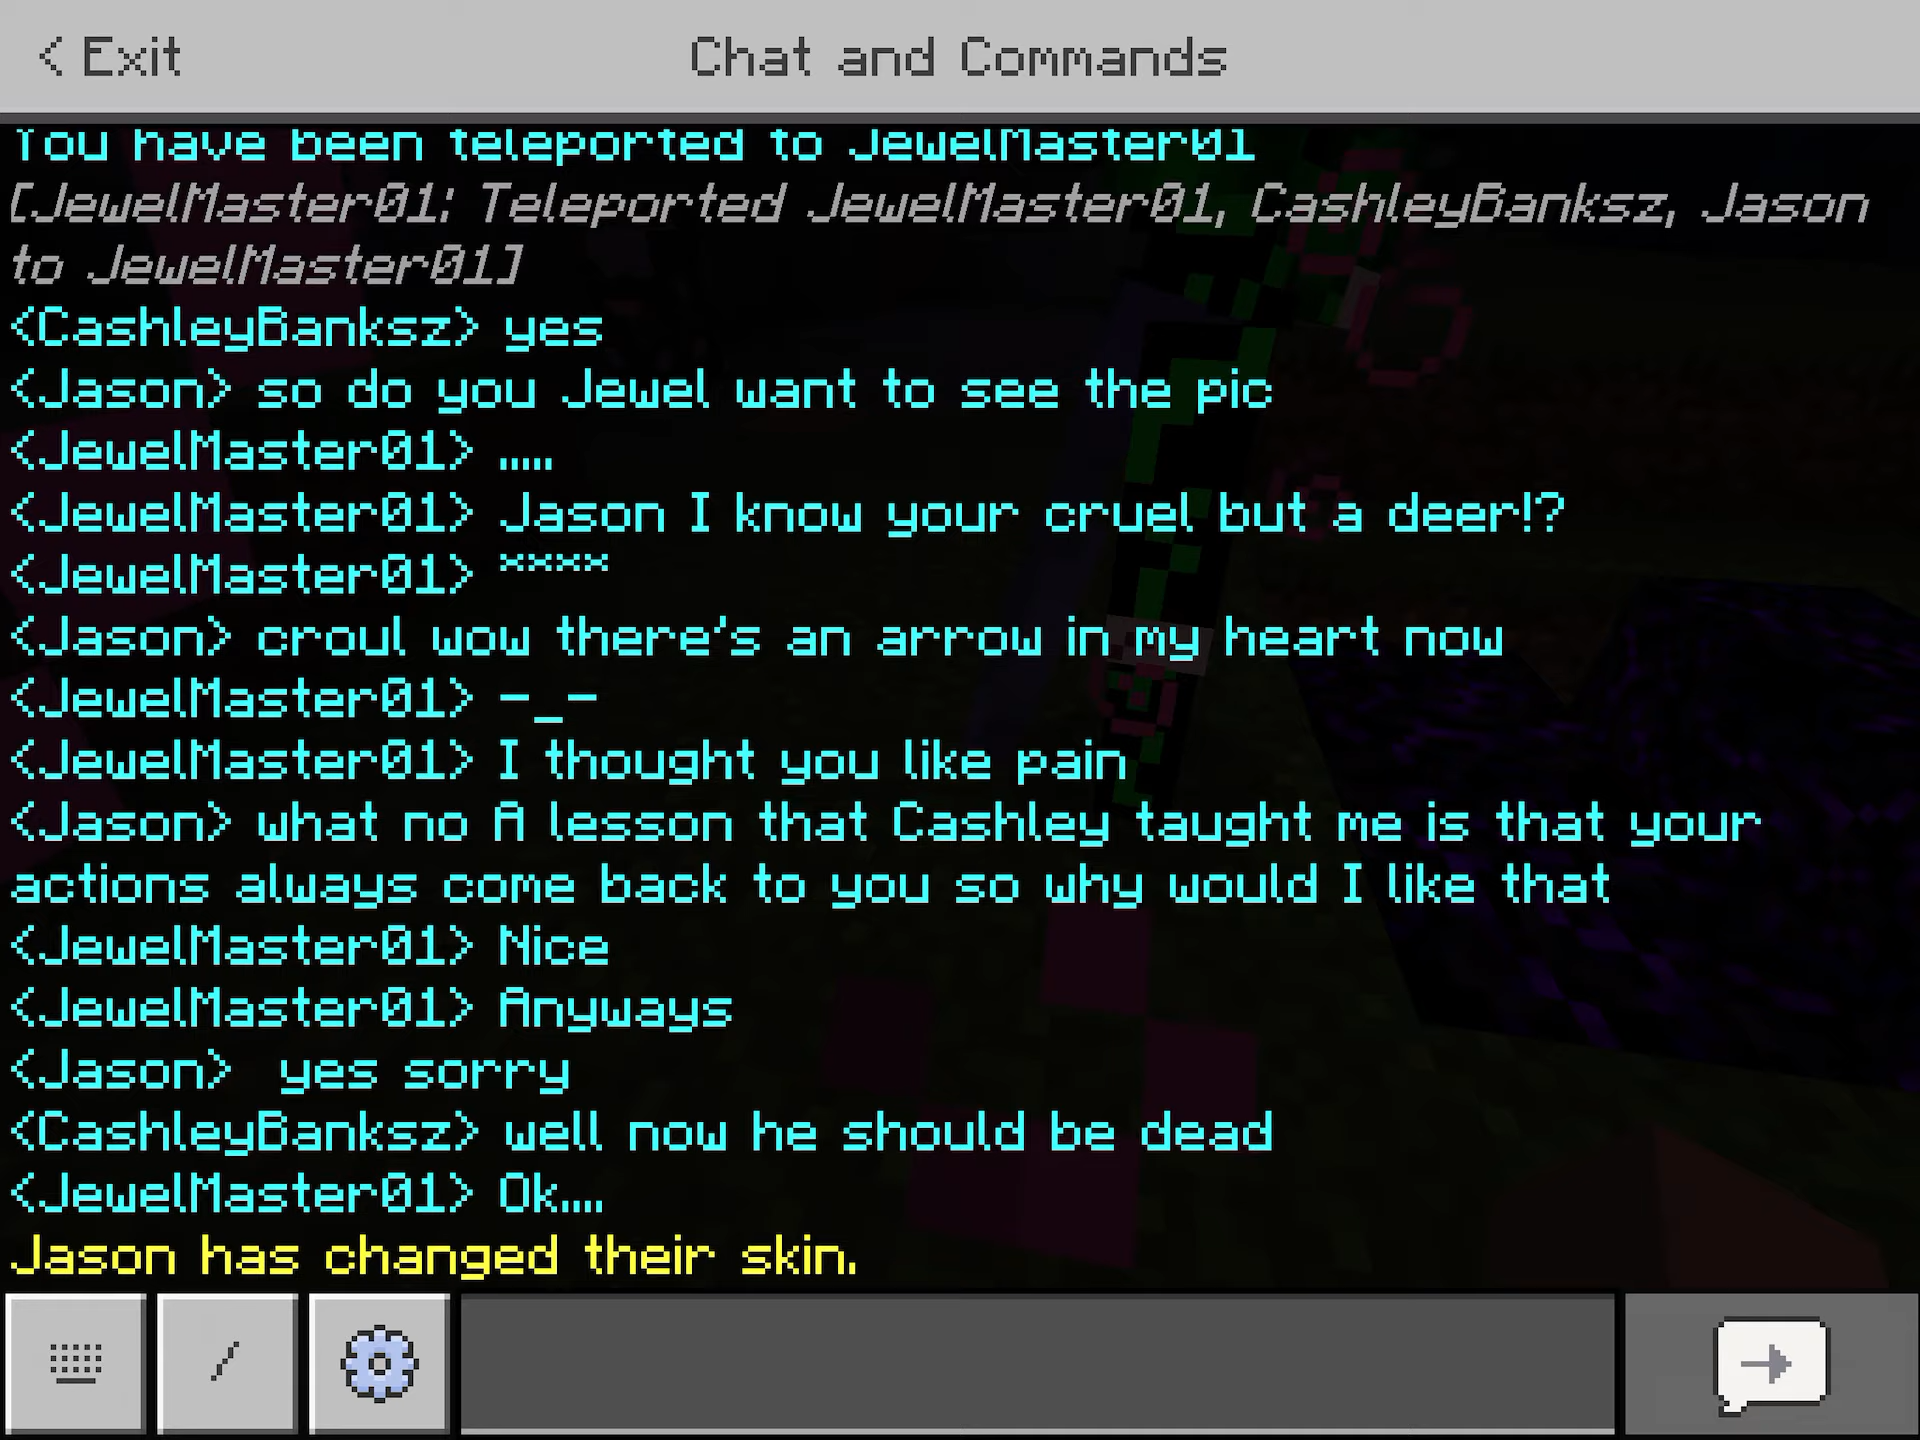 < Exit
Chat and Commands
You have been teleported to JewelMaster01
[JewelMaster01: Teleported JewelMaster01, CashleyBanksz, Jason
to JewelMaster01]
<CashleyBanksz> yes
<Jason> so do you Jewel want to see the pic
<JewelMaster01> .....
<JewelMaster01> Jason I know your cruel but a deer!?
<JewelMaster01> ****
<Jason> croul wow there's an arrow in my heart now
<JewelMaster01> -_-
<JewelMaster01> I thought you like pain
<Jason> what no A lesson that Cashley taught me is that your
actions always come back to you so why would I like that
<JewelMaster01> Nice
<JewelMaster01> Anyways
<Jason>  yes sorry
<CashleyBanksz> well now he should be dead
<JewelMaster01> Ok....
Jason has changed their skin.
/